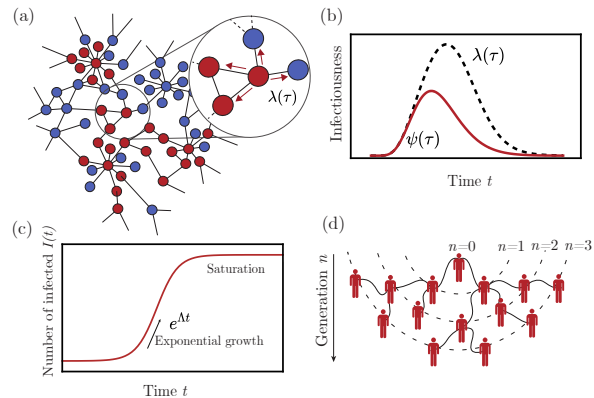 (a)
λ(τ)
(b)
Infectiousness
λ(τ)
ψ(τ)
Time t
(c)
Number of infected I(t)
Saturation
e^{Λt}
Exponential growth
Time t
(d)
Generation n
n=0
n=1
n=2
n=3